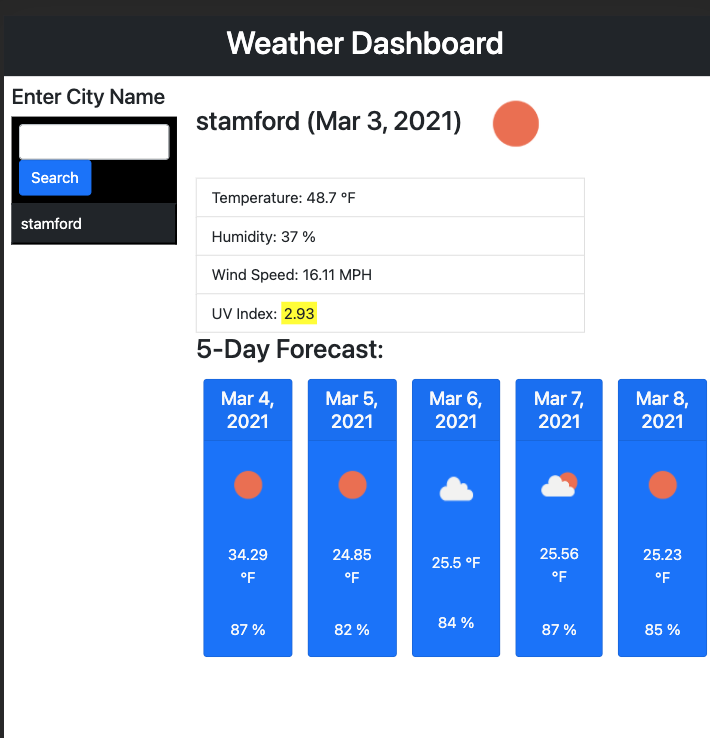 Weather Dashboard
Enter City Name
Search
stamford
stamford (Mar 3, 2021)
Temperature: 48.7 °F
Humidity: 37 %
Wind Speed: 16.11 MPH
UV Index: 2.93
5-Day Forecast:
Mar 4,
2021
34.29
°F
87 %
Mar 5,
2021
24.85
°F
82 %
Mar 6,
2021
25.5 °F
84 %
Mar 7,
2021
25.56
°F
87 %
Mar 8,
2021
25.23
°F
85 %